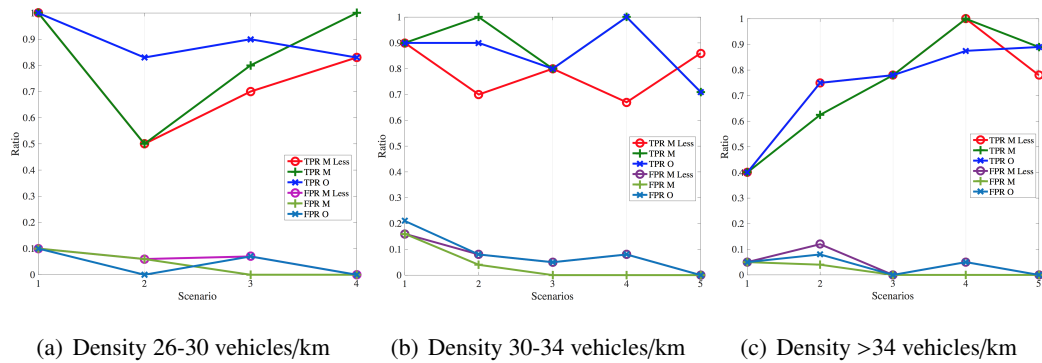 1
0.9
0.8
0.7
0.6
0.5
0.4
0.3
0.2
0.1
0
Ratio
1
2
3
4
Scenario
TPR M Less
TPR M
TPR O
FPR M Less
FPR M
FPR O
(a) Density 26-30 vehicles/km
1
0.9
0.8
0.7
0.6
0.5
0.4
0.3
0.2
0.1
0
Ratio
1
2
3
4
5
Scenarios
TPR M Less
TPR M
TPR O
FPR M Less
FPR M
FPR O
(b) Density 30-34 vehicles/km
1
0.9
0.8
0.7
0.6
0.5
0.4
0.3
0.2
0.1
0
Ratio
1
2
3
4
5
Scenarios
TPR M Less
TPR M
TPR O
FPR M Less
FPR M
FPR O
(c) Density >34 vehicles/km